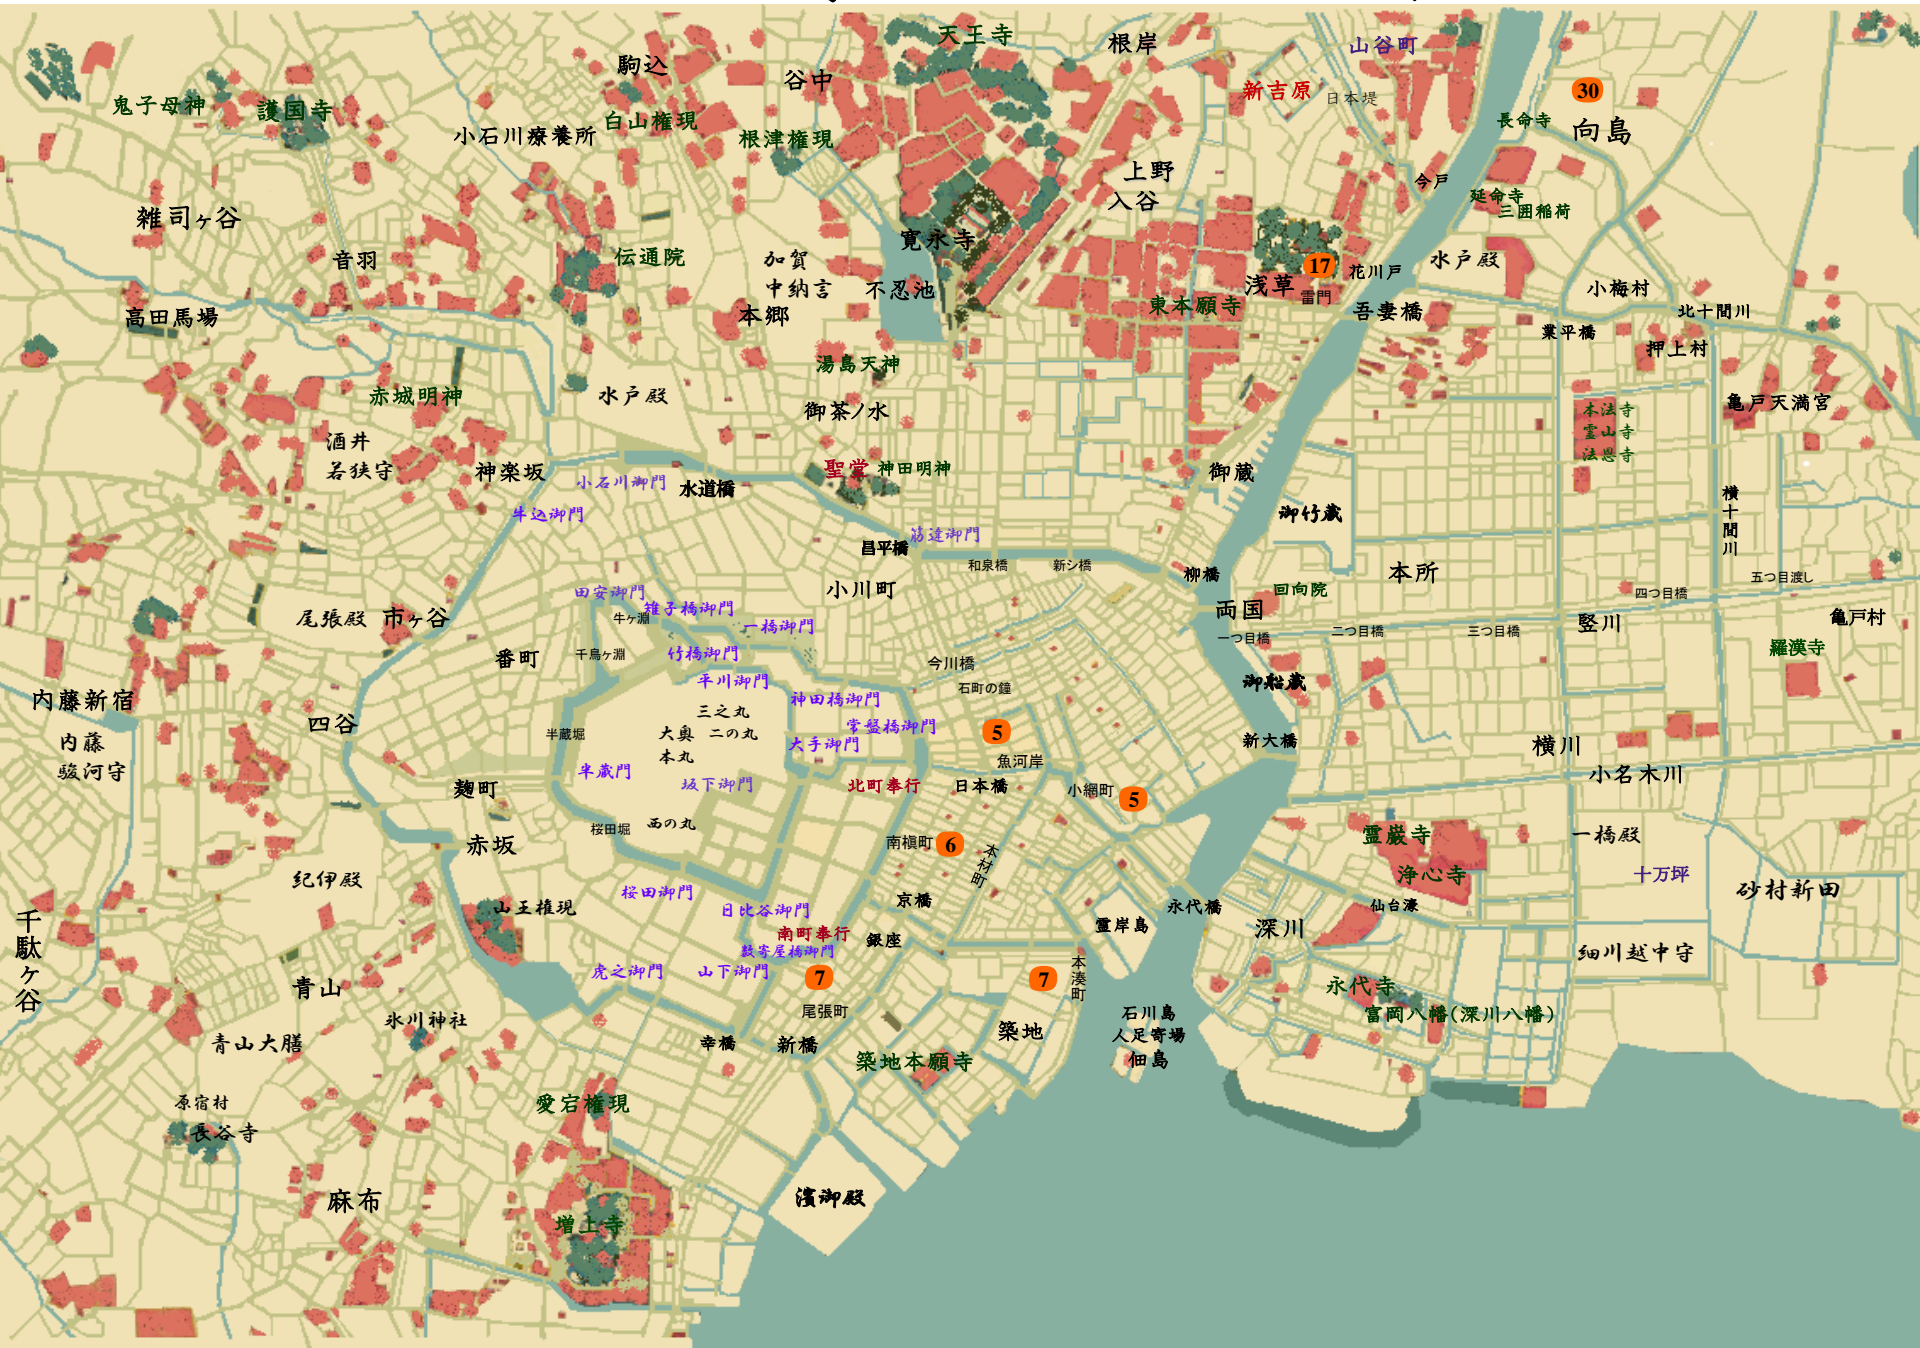 天王寺
根岸
山谷町
駒込
谷中
鬼子母神
護国寺
新吉原
日本堤
30
向島
長命寺
小石川療養所
白山権現
根津権現
上野
入谷
今戸
延命寺
三囲稲荷
雑司ヶ谷
音羽
伝通院
加賀
中納言
本郷
寛永寺
不忍池
浅草
17
雷門
花川戸
水戸殿
東本願寺
吾妻橋
小梅村
北十間川
業平橋
押上村
高田馬場
湯島天神
赤城明神
水戸殿
御茶ノ水
亀戸天満宮
本法寺
霊山寺
法恩寺
酒井
若狭守
神楽坂
小石川御門
水道橋
聖堂
神田明神
御蔵
御竹蔵
横十間川
牛込御門
昌平橋
筋違御門
和泉橋
新シ橋
柳橋
本所
回向院
両国
一つ目橋
二つ目橋
三つ目橋
四つ目橋
五つ目渡し
竪川
亀戸村
羅漢寺
小川町
田安御門
牛ヶ淵
雉子橋御門
一橋御門
尾張殿
市ヶ谷
番町
千鳥ヶ淵
竹橋御門
平川御門
今川橋
石町の鐘
御船蔵
内藤新宿
内藤
駿河守
四谷
半蔵堀
三之丸
大奥
二の丸
本丸
神田橋御門
常盤橋御門
大手御門
5
魚河岸
新大橋
横川
小名木川
半蔵門
坂下御門
北町奉行
日本橋
小網町
5
麹町
赤坂
桜田堀
西の丸
南槇町
6
本材町
霊巌寺
浄心寺
一橋殿
十万坪
砂村新田
紀伊殿
山王権現
桜田御門
日比谷御門
京橋
霊岸島
永代橋
仙台濠
深川
千駄ヶ谷
南町奉行
数寄屋橋御門
銀座
細川越中守
虎之御門
山下御門
7
7
本湊町
永代寺
富岡八幡(深川八幡)
青山
尾張町
石川島
人足寄場
佃島
青山大膳
氷川神社
幸橋
新橋
築地
築地本願寺
原宿村
長谷寺
愛宕権現
麻布
増上寺
濱御殿